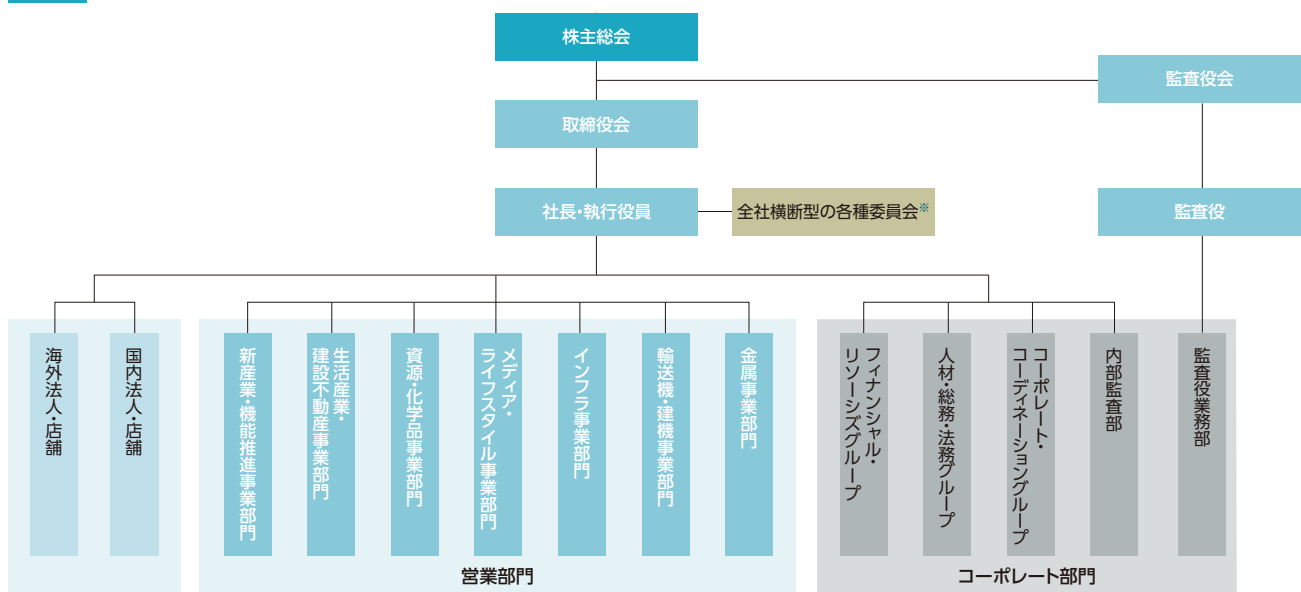 株主総会
監査役会
取締役会
社長・執行役員
全社横断型の各種委員会※
監査役
海外法人・店舗
国内法人・店舗
新産業・機能推進事業部門
生活産業・
建設不動産事業部門
資源・化学品事業部門
メディア・
ライフスタイル事業部門
インフラ事業部門
輸送機・建機事業部門
金属事業部門
フィナンシャル・
リソーシズグループ
人材・総務・法務グループ
コーポレート・
コーディネーショングループ
内部監査部
監査役業務部
営業部門
コーポレート部門